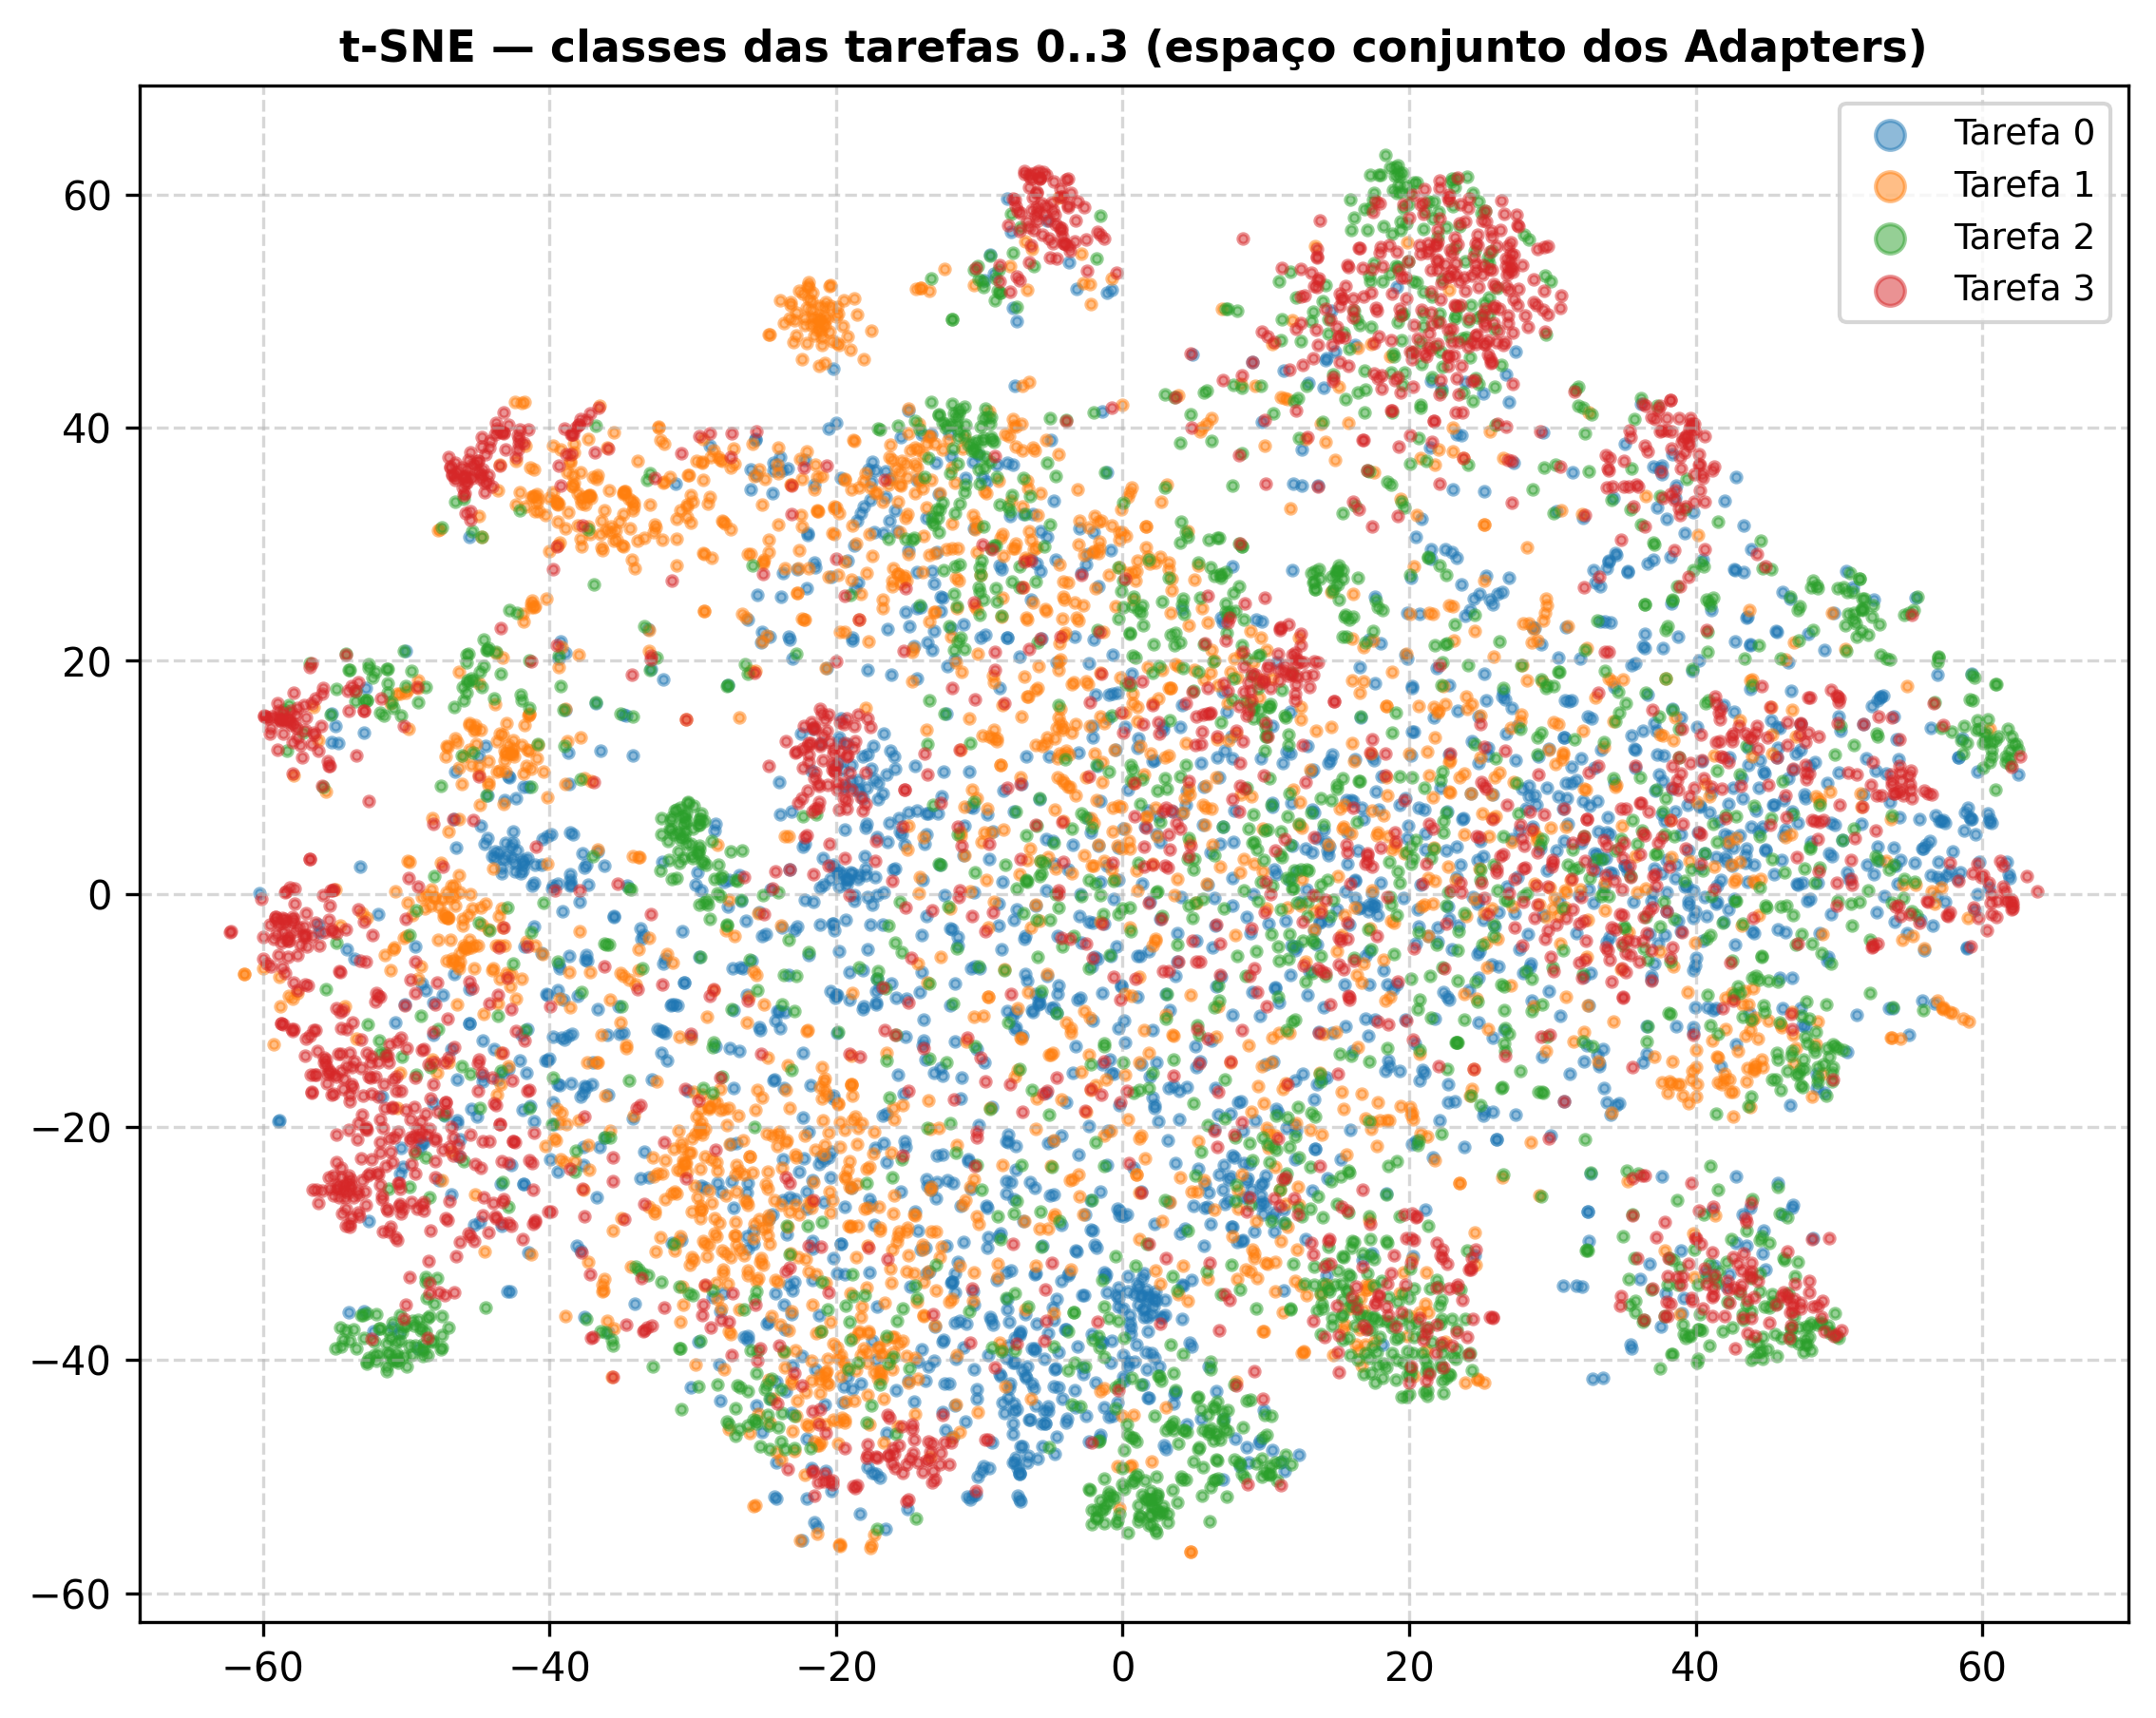 t-SNE — classes das tarefas 0..3 (espaço conjunto dos Adapters)
Tarefa 0
Tarefa 1
Tarefa 2
Tarefa 3
60
40
20
0
−20
−40
−60
−60 −40 −20 0 20 40 60